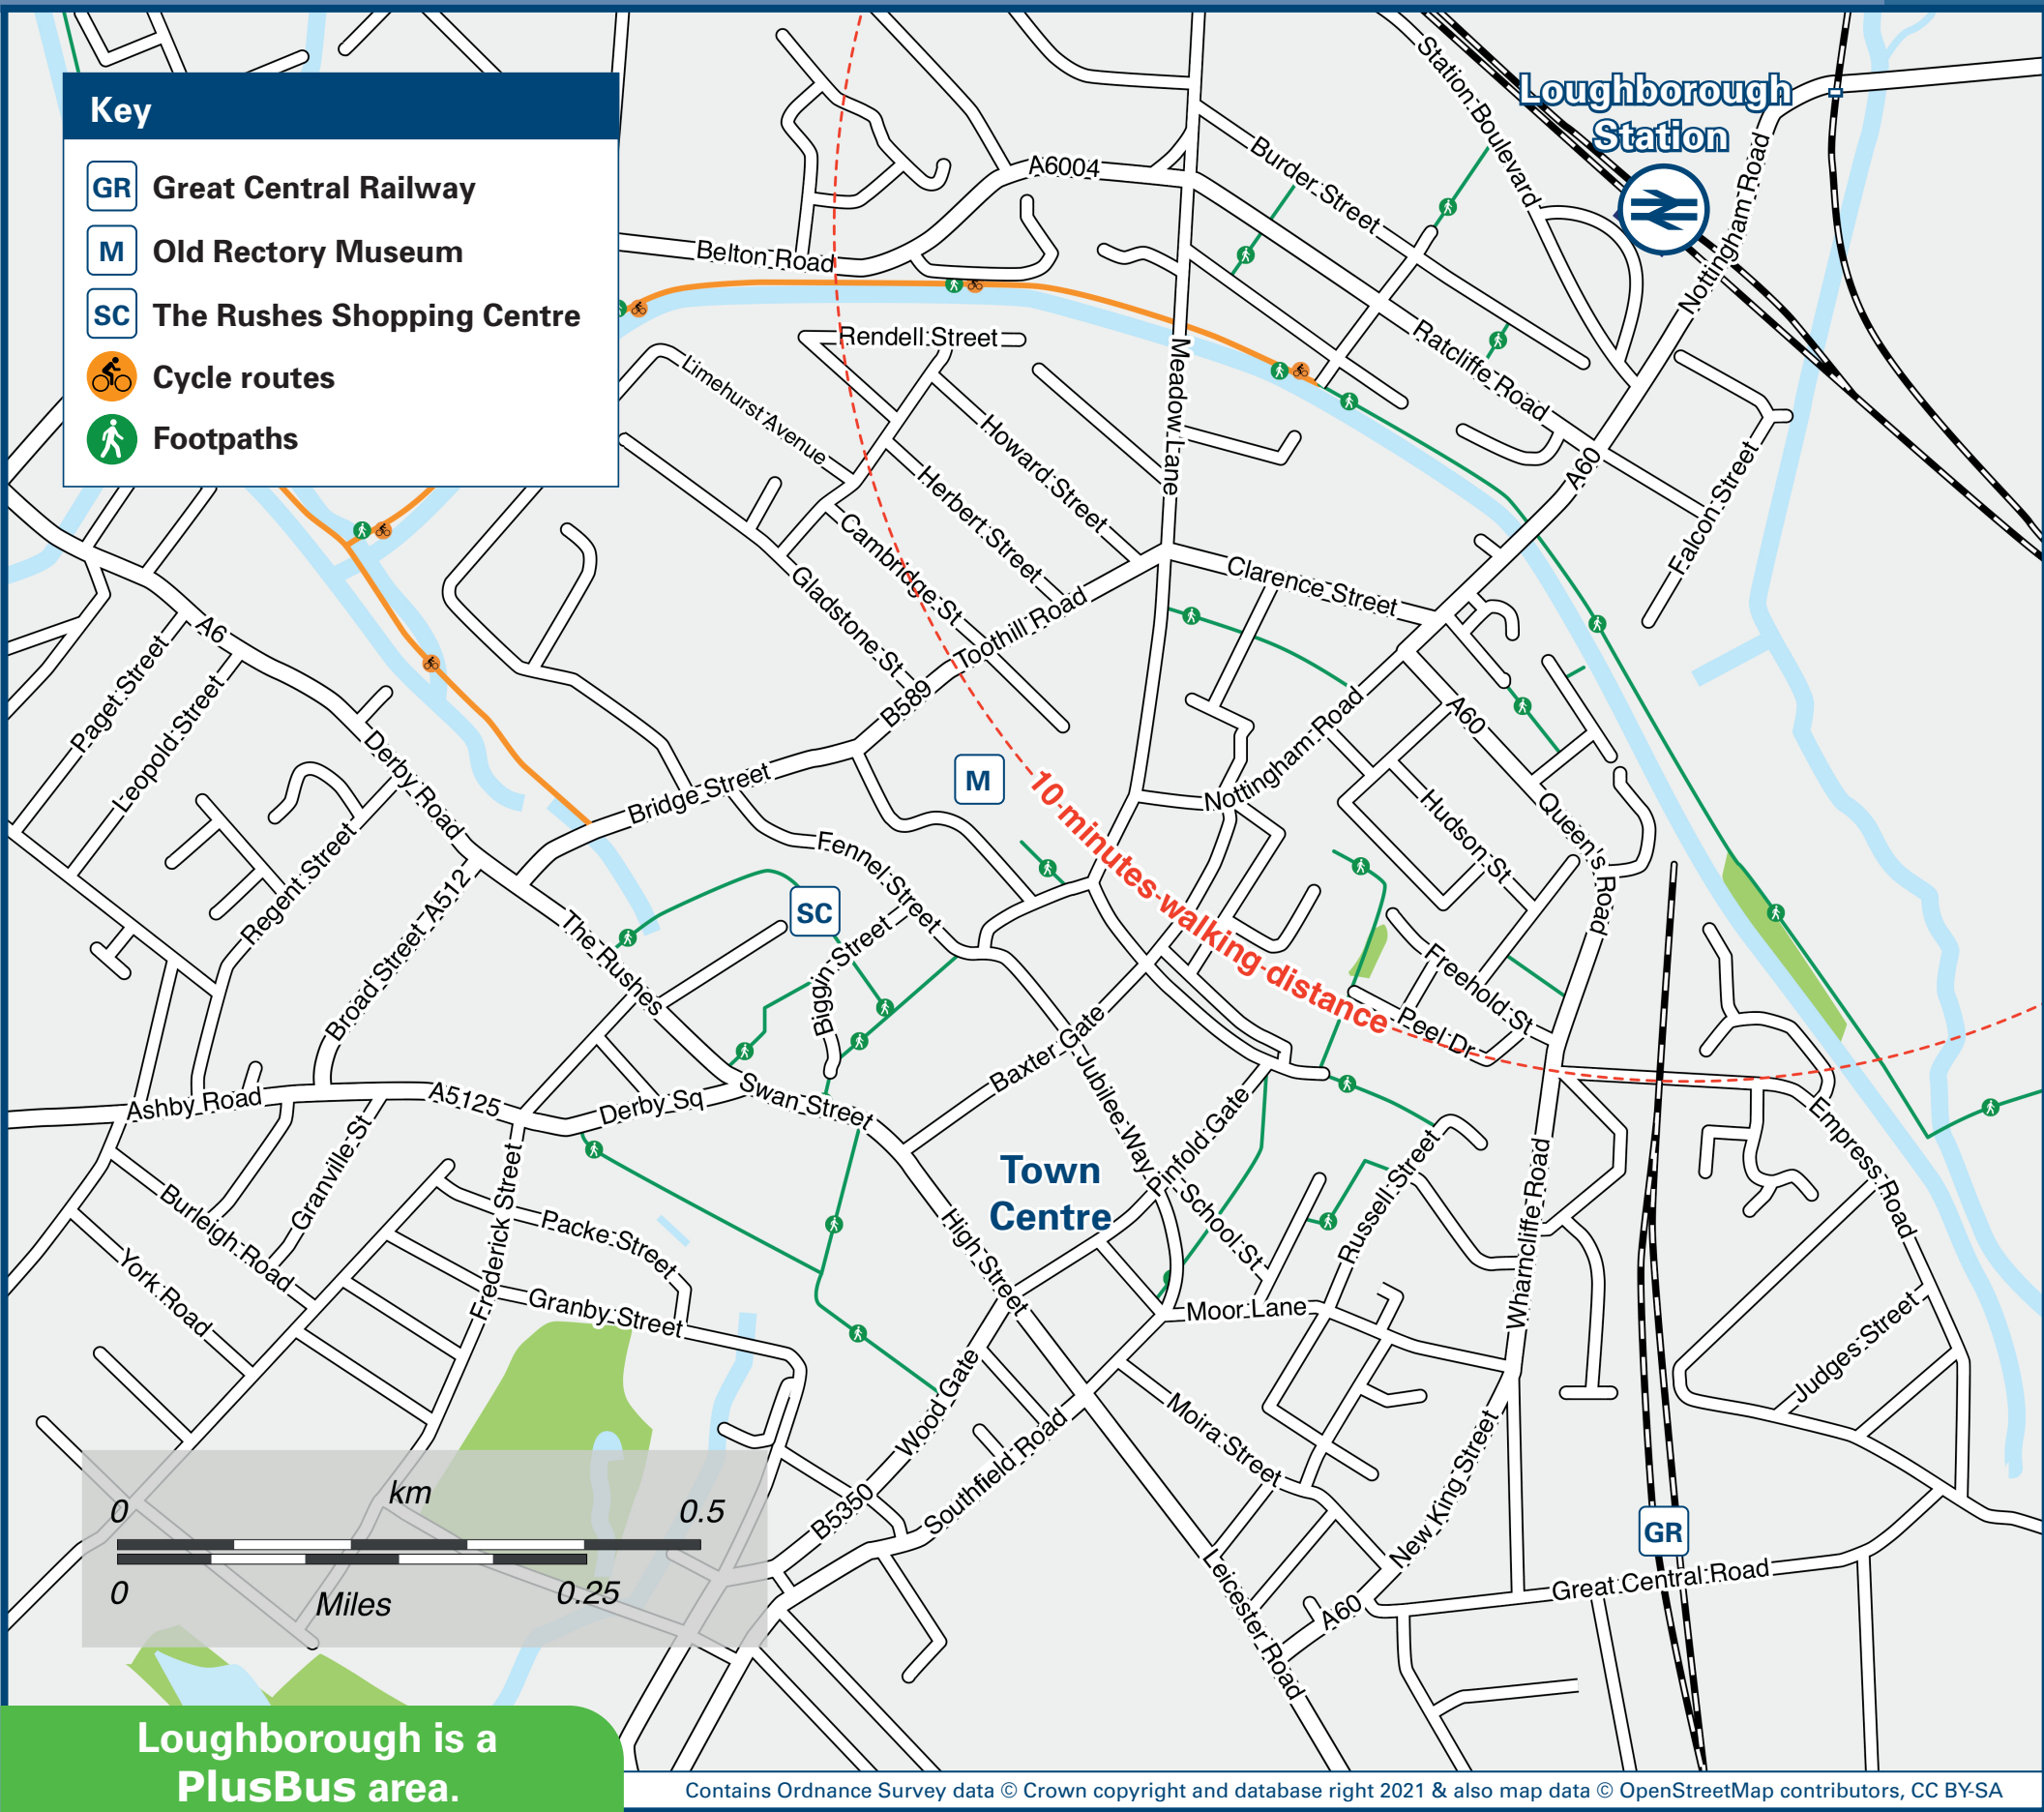 Key
GR Great Central Railway
M Old Rectory Museum
SC The Rushes Shopping Centre
Cycle routes
Footpaths
Loughborough
Station
Station Boulevard
Nottingham Road
Burder Street
A6004
Belton Road
Ratcliffe Road
Rendell Street
Meadow Lane
Limehurst Avenue
Howard Street
Herbert Street
Cambridge St
Gladstone St
A60
Falcon Street
Clarence Street
Toothill Road
B589
A6
Paget Street
Leopold Street
Derby Road
Bridge Street
M
Nottingham Road
A60
Hudson St
Queen's Road
10 minutes walking distance
Fennel Street
SC
Regent Street
Broad Street A512
The Rushes
Biggin Street
Freehold St
Peel Dr
Baxter Gate
Jubilee Way
Ashby Road
A5125
Derby Sq
Swan Street
Granville St
Frederick Street
Town
Centre
Pinfold Gate
Russell Street
Wharncliffe Road
Empress Road
Burleigh Road
York Road
Packe Street
Granby Street
High Street
Pin School St
Moor Lane
Judges Street
Wood Gate
Moira Street
New King Street
B5350
Southfield Road
GR
Great Central Road
Leicester Road
A60
km
0 0.5
0 0.25
Miles
Loughborough is a
PlusBus area.
Contains Ordnance Survey data © Crown copyright and database right 2021 & also map data © OpenStreetMap contributors, CC BY-SA